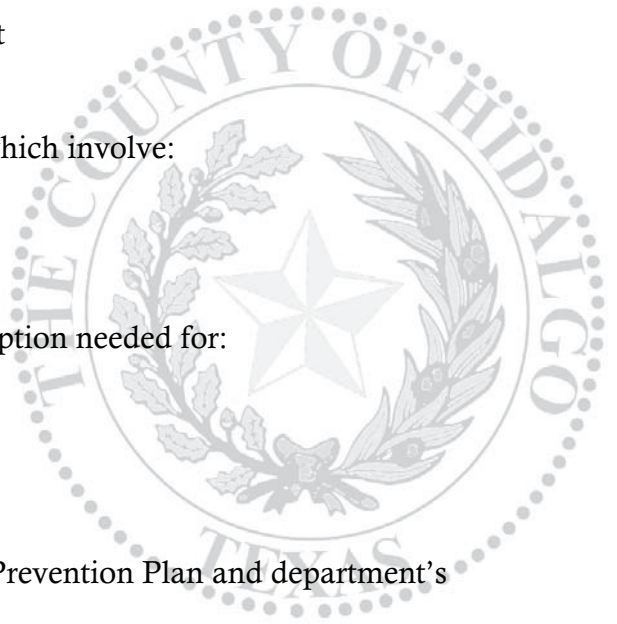 t
hich involve:
ption needed for:
Prevention Plan and department's
THE COUNTY OF HIDALGO
TEXAS